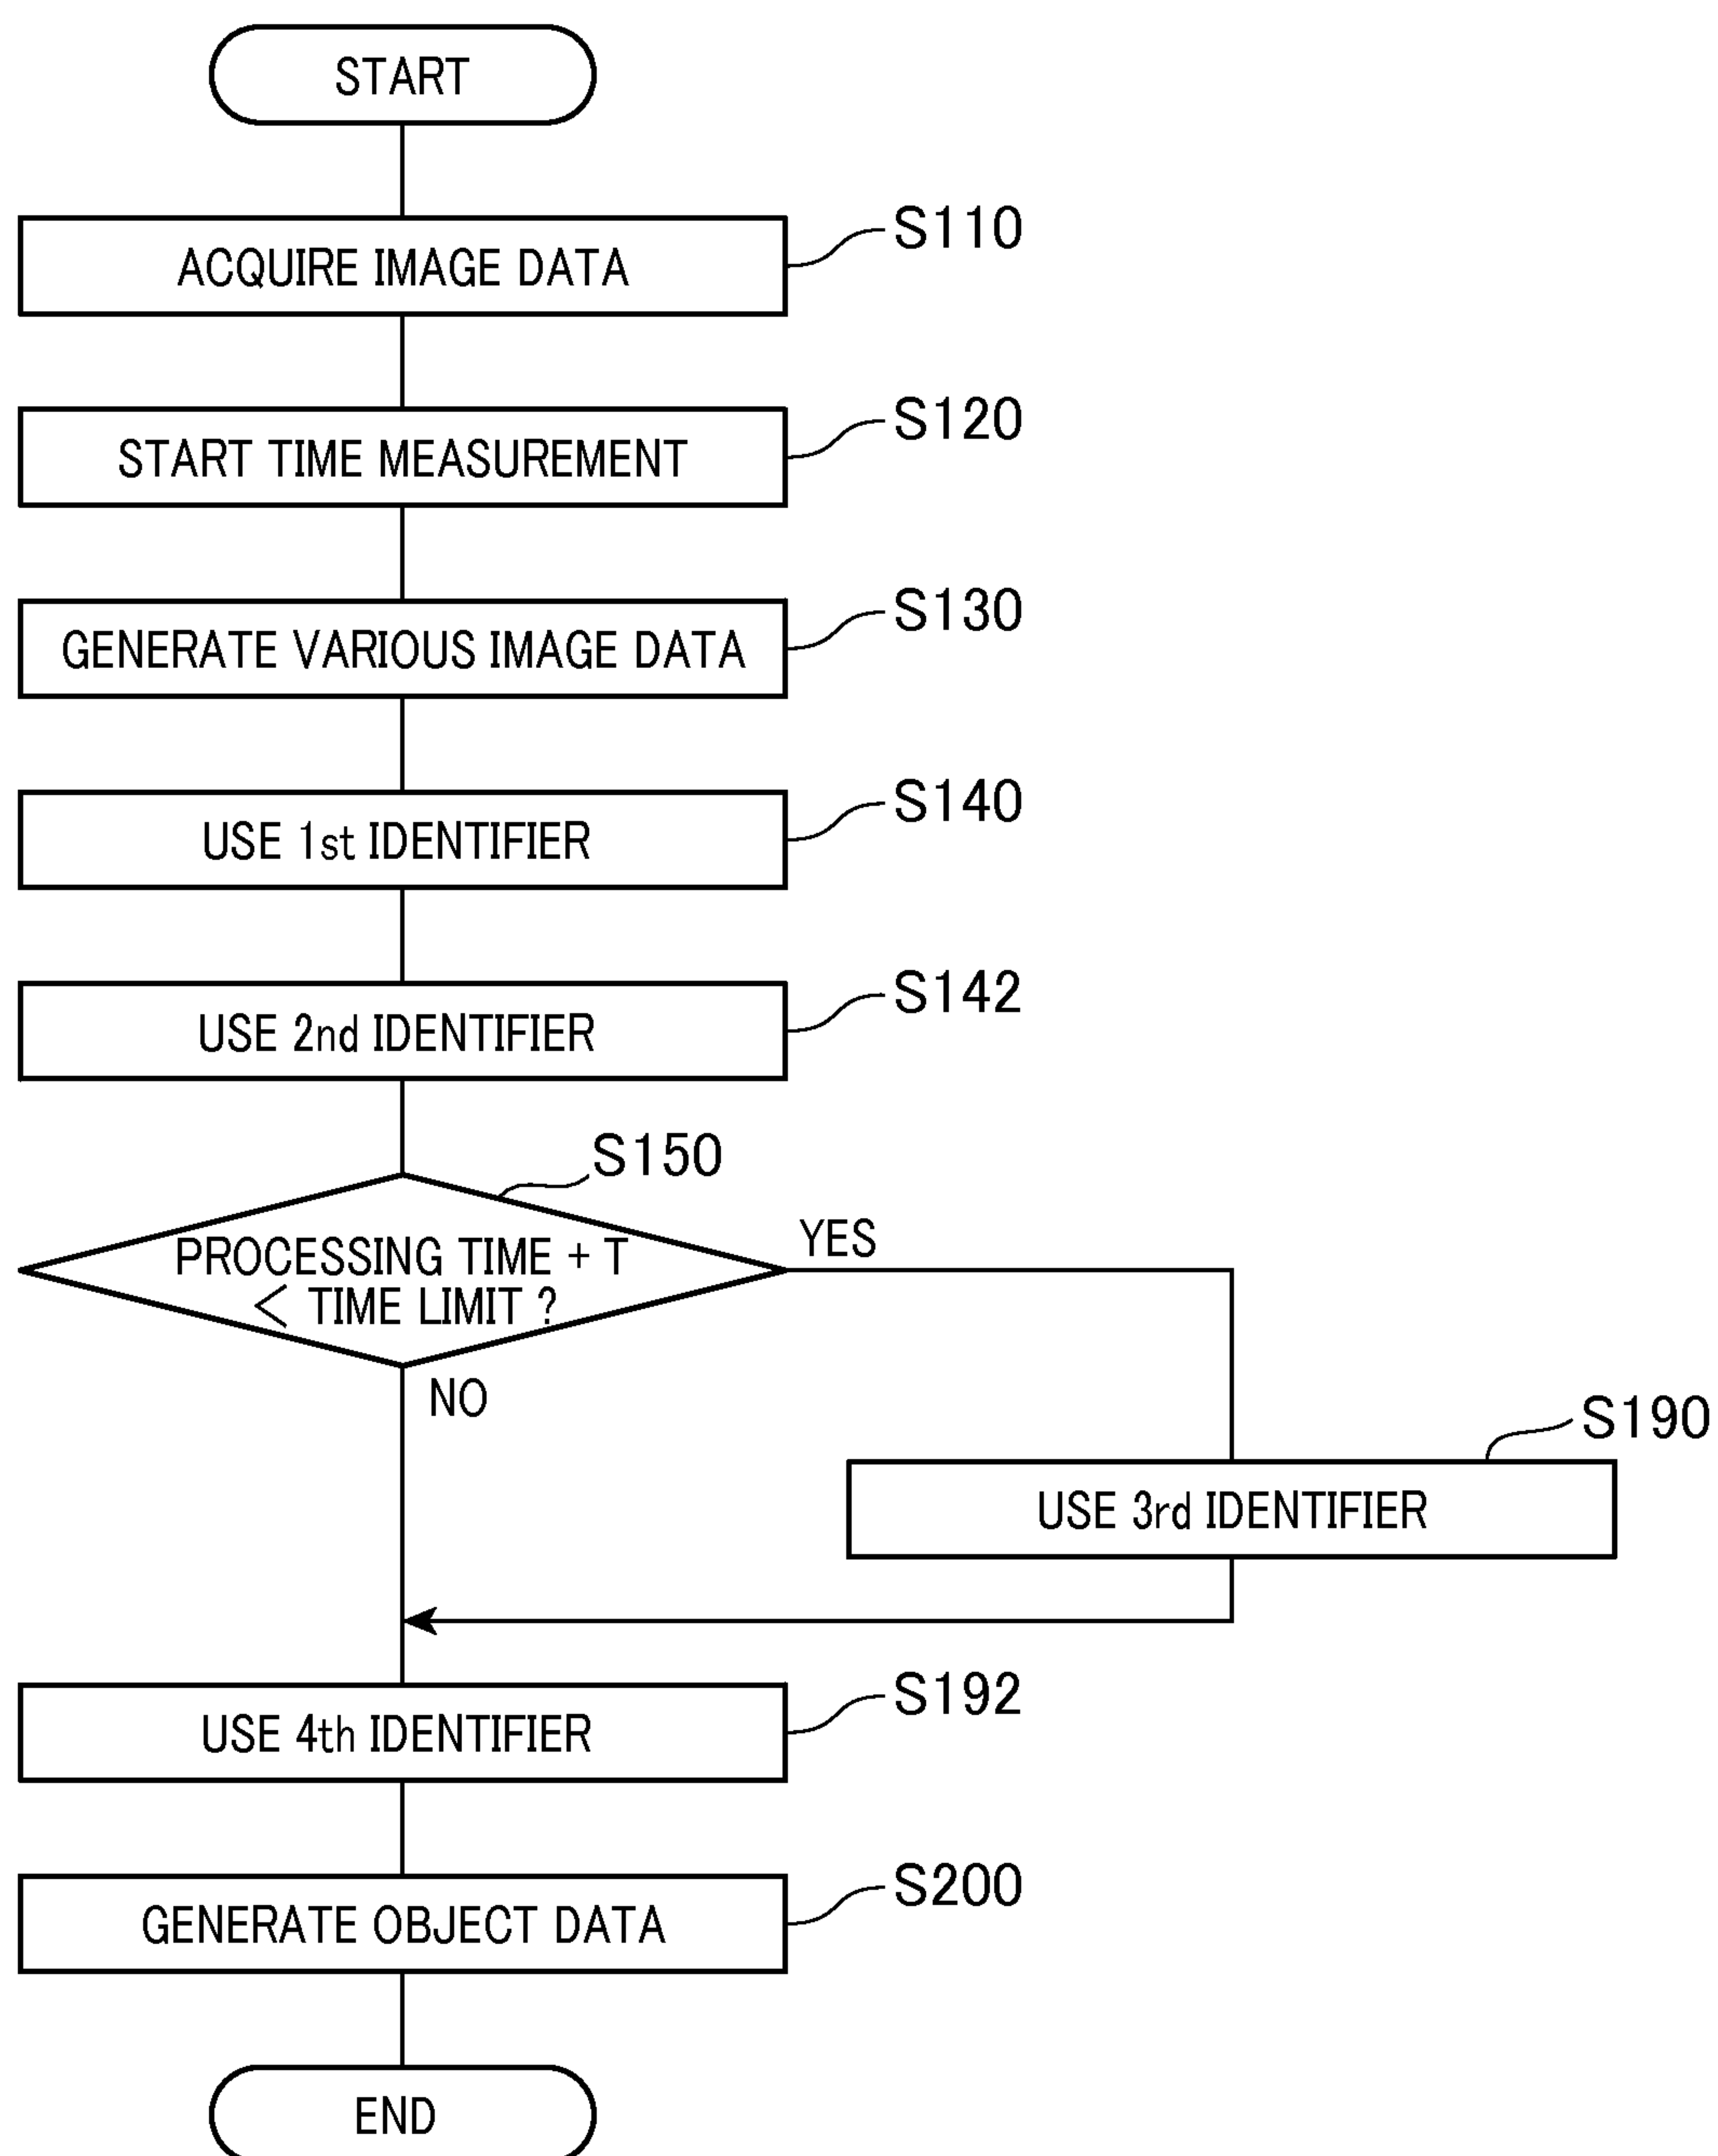 START
ACQUIRE IMAGE DATA
S110
START TIME MEASUREMENT
S120
GENERATE VARIOUS IMAGE DATA
S130
USE 1st IDENTIFIER
S140
USE 2nd IDENTIFIER
S142
S150
PROCESSING TIME + T
< TIME LIMIT ?
YES
NO
S190
USE 3rd IDENTIFIER
USE 4th IDENTIFIER
S192
GENERATE OBJECT DATA
S200
END